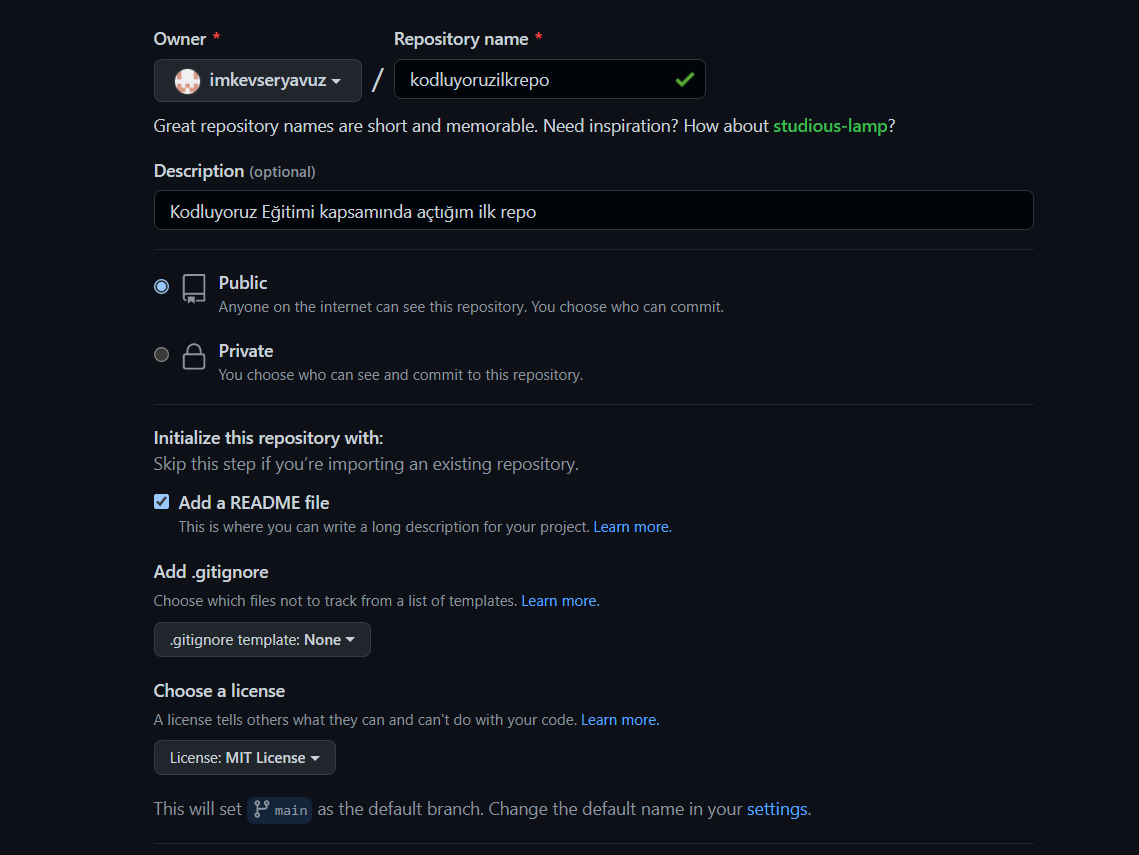 Owner * Repository name *
imkevseryavuz / kodluyoruzilkrepo
Great repository names are short and memorable. Need inspiration? How about studious-lamp?
Description (optional)
Kodluyoruz Eğitimi kapsamında açtığım ilk repo
Public
Anyone on the internet can see this repository. You choose who can commit.
Private
You choose who can see and commit to this repository.
Initialize this repository with:
Skip this step if you’re importing an existing repository.
Add a README file
This is where you can write a long description for your project. Learn more.
Add .gitignore
Choose which files not to track from a list of templates. Learn more.
.gitignore template: None
Choose a license
A license tells others what they can and can't do with your code. Learn more.
License: MIT License
This will set main as the default branch. Change the default name in your settings.